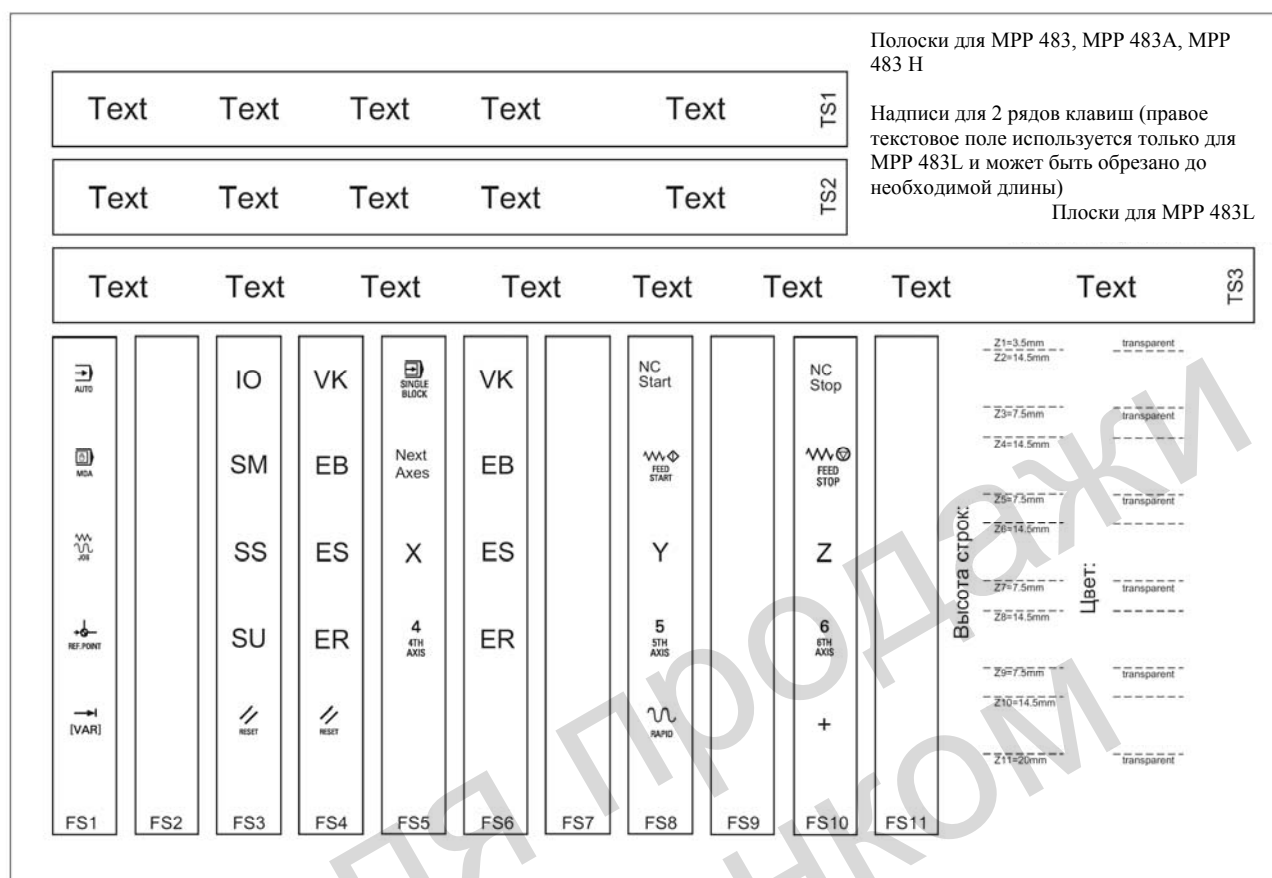 Полоски для MPP 483, MPP 483A, MPP
483 H
Надписи для 2 рядов клавиш (правое
текстовое поле используется только для
MPP 483L и может быть обрезано до
необходимой длины)
Плоски для MPP 483L
Text Text Text Text Text TS1
Text Text Text Text Text TS2
Text Text Text Text Text Text Text Text TS3
AUTO
MDA
JOG
REF.POINT
[VAR]
FS1
FS2
IO
SM
SS
SU
RESET
FS3
VK
EB
ES
ER
RESET
FS4
SINGLE
BLOCK
Next
Axes
X
4
4TH
AXIS
FS5
VK
EB
ES
ER
FS6
FS7
NC
Start
FEED
START
Y
5
5TH
AXIS
RAPID
FS8
FS9
NC
Stop
FEED
STOP
Z
6
6TH
AXIS
+
FS10
FS11
Высота строк:
Z1=3.5mm
Z2=14.5mm
Z3=7.5mm
Z4=14.5mm
Z5=7.5mm
Z6=14.5mm
Z7=7.5mm
Z8=14.5mm
Z9=7.5mm
Z10=14.5mm
Z11=20mm
Цвет:
transparent
transparent
transparent
transparent
transparent
transparent
продажи